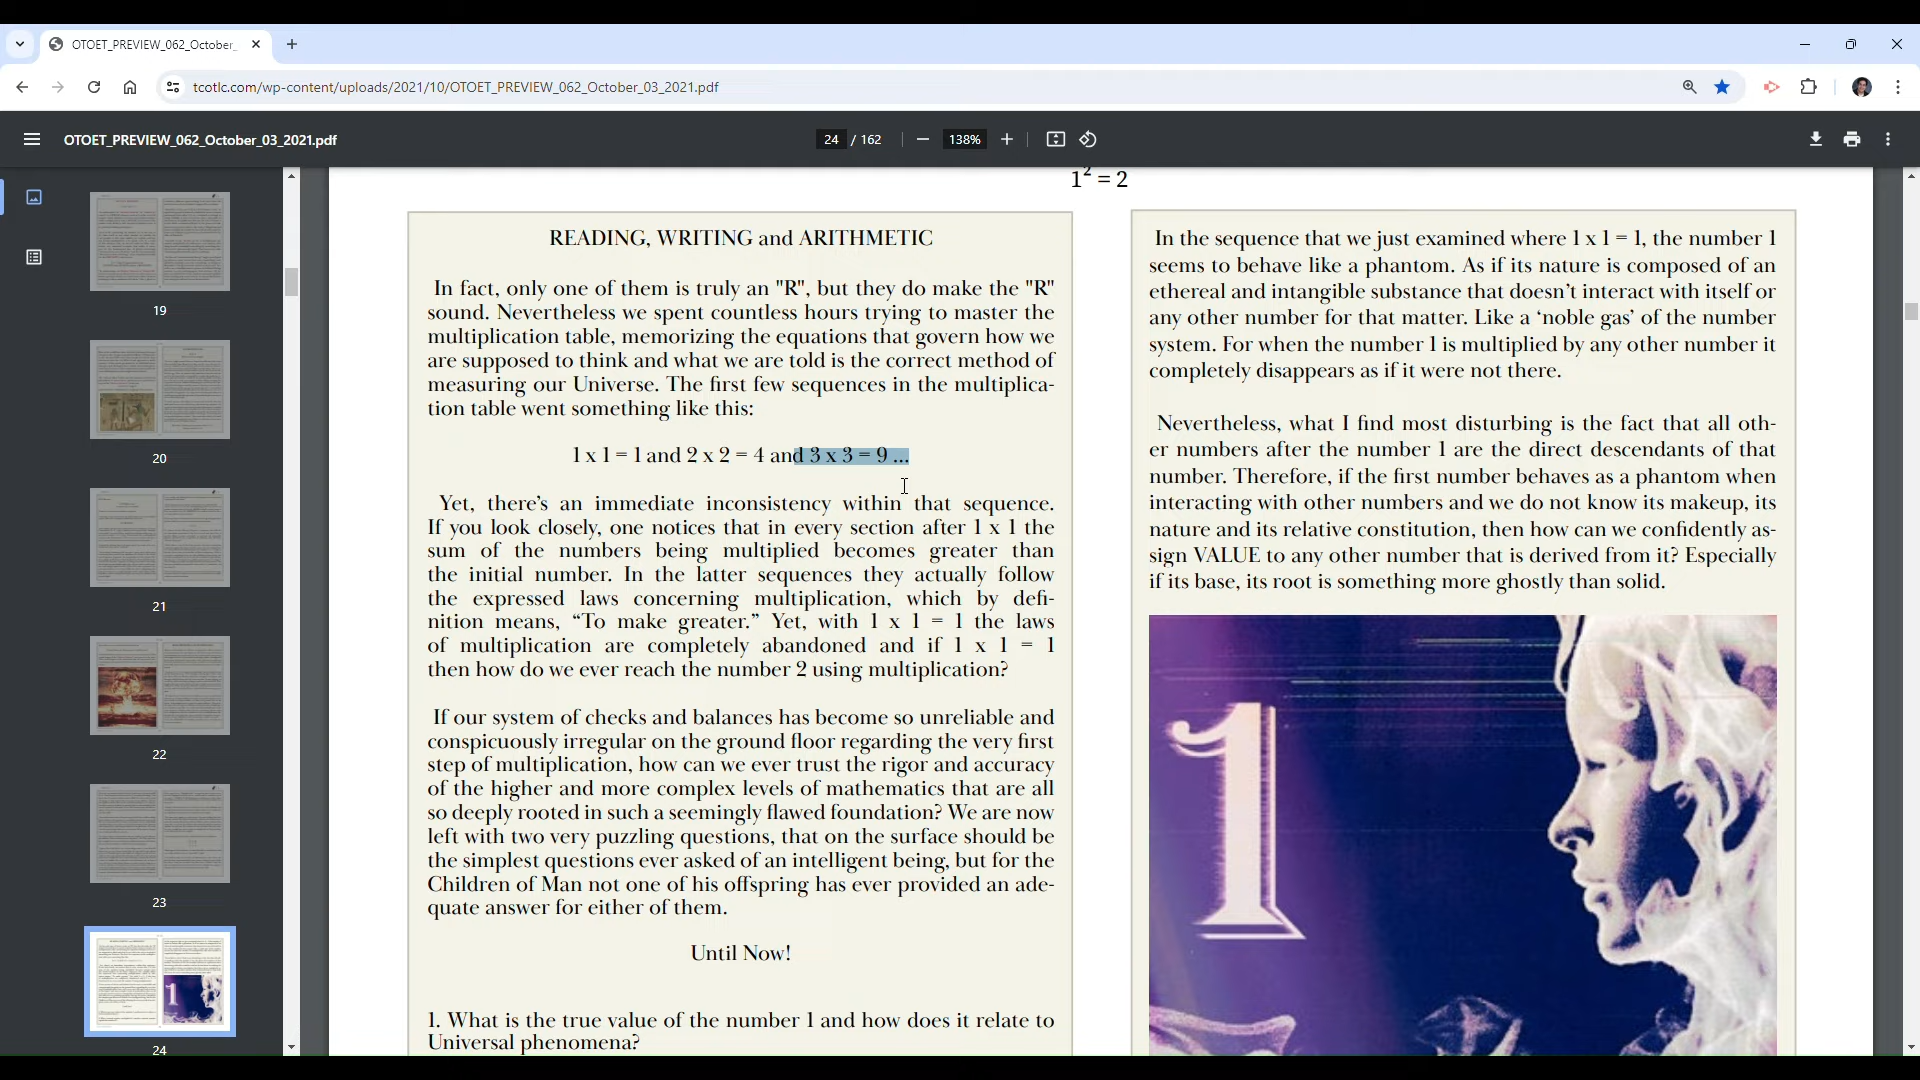 OTOET_PREVIEW_062_October_
tcotlc.com/wp-content/uploads/2021/10/OTOET_PREVIEW_062_October_03_2021.pdf
OTOET_PREVIEW_062_October_03_2021.pdf
24 / 162
138%
19
20
21
22
23
24
1² = 2
READING, WRITING and ARITHMETIC
In fact, only one of them is truly an "R", but they do make the "R"
sound. Nevertheless we spent countless hours trying to master the
multiplication table, memorizing the equations that govern how we
are supposed to think and what we are told is the correct method of
measuring our Universe. The first few sequences in the multiplica-
tion table went something like this:
1 x 1 = 1 and 2 x 2 = 4 and 3 x 3 = 9 ...
Yet, there’s an immediate inconsistency within that sequence.
If you look closely, one notices that in every section after 1 x 1 the
sum of the numbers being multiplied becomes greater than
the initial number. In the latter sequences they actually follow
the expressed laws concerning multiplication, which by defi-
nition means, “To make greater.” Yet, with 1 x 1 = 1 the laws
of multiplication are completely abandoned and if 1 x 1 = 1
then how do we ever reach the number 2 using multiplication?
If our system of checks and balances has become so unreliable and
conspicuously irregular on the ground floor regarding the very first
step of multiplication, how can we ever trust the rigor and accuracy
of the higher and more complex levels of mathematics that are all
so deeply rooted in such a seemingly flawed foundation? We are now
left with two very puzzling questions, that on the surface should be
the simplest questions ever asked of an intelligent being, but for the
Children of Man not one of his offspring has ever provided an ade-
quate answer for either of them.
Until Now!
1. What is the true value of the number 1 and how does it relate to
Universal phenomena?
In the sequence that we just examined where 1 x 1 = 1, the number 1
seems to behave like a phantom. As if its nature is composed of an
ethereal and intangible substance that doesn’t interact with itself or
any other number for that matter. Like a ‘noble gas’ of the number
system. For when the number 1 is multiplied by any other number it
completely disappears as if it were not there.
Nevertheless, what I find most disturbing is the fact that all oth-
er numbers after the number 1 are the direct descendants of that
number. Therefore, if the first number behaves as a phantom when
interacting with other numbers and we do not know its makeup, its
nature and its relative constitution, then how can we confidently as-
sign VALUE to any other number that is derived from it? Especially
if its base, its root is something more ghostly than solid.
1